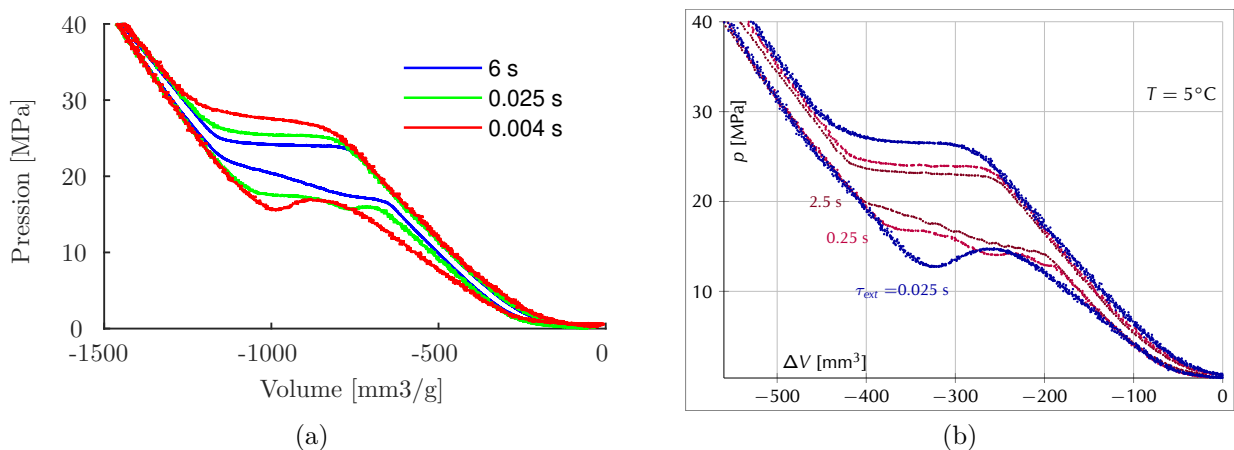 40
30
20
10
0
Pression [MPa]
6 s
0.025 s
0.004 s
-1500
-1000
-500
0
Volume [mm3/g]
(a)
40
30
20
10
p [MPa]
T = 5°C
2.5 s
0.25 s
τext =0.025 s
ΔV [mm³]
−500
−400
−300
−200
−100
0
(b)